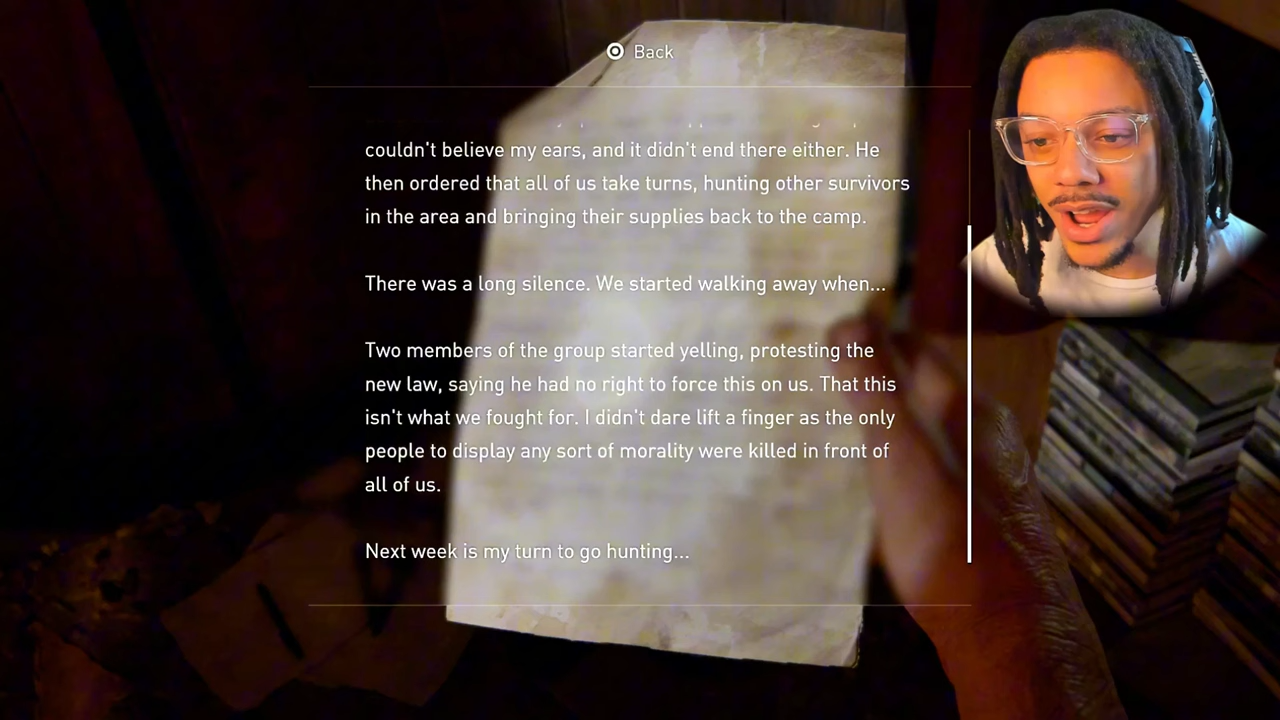 Back
couldn't believe my ears, and it didn't end there either. He
then ordered that all of us take turns, hunting other survivors
in the area and bringing their supplies back to the camp.
There was a long silence. We started walking away when...
Two members of the group started yelling, protesting the
new law, saying he had no right to force this on us. That this
isn't what we fought for. I didn't dare lift a finger as the only
people to display any sort of morality were killed in front of
all of us.
Next week is my turn to go hunting...